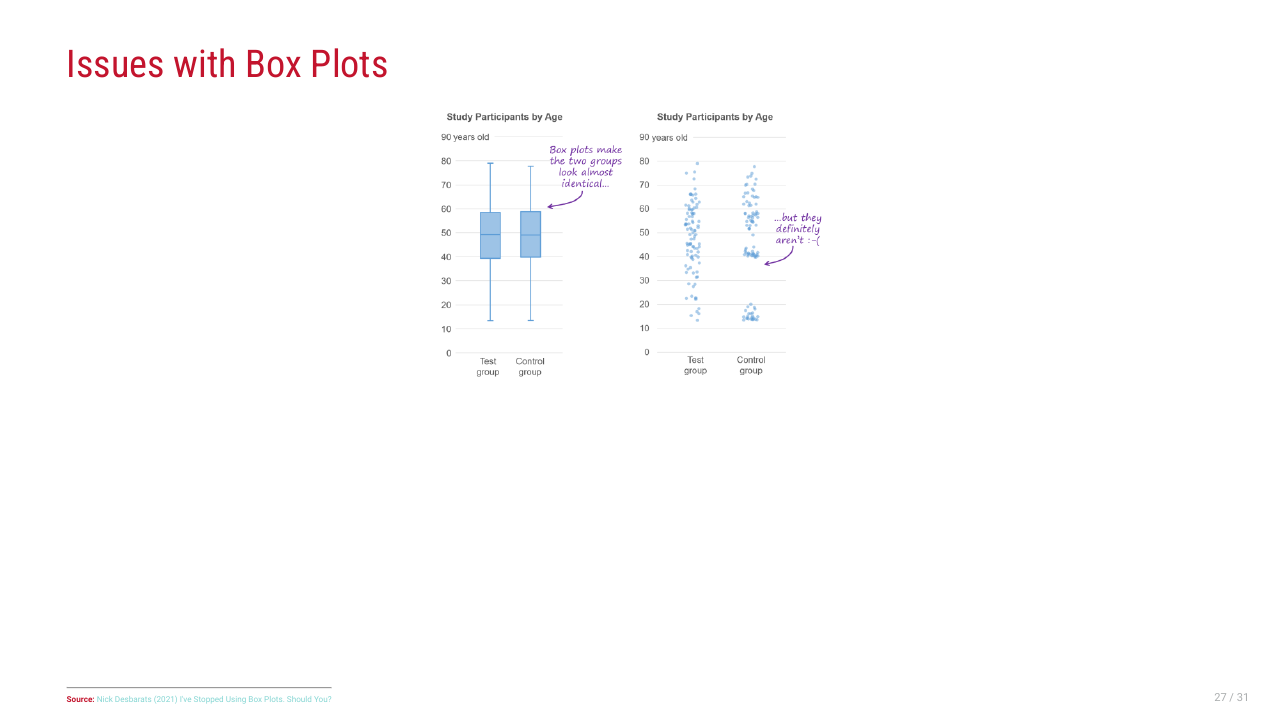 Issues with Box Plots
Study Participants by Age
90 years old
80
70
60
50
40
30
20
10
0
Test
group
Control
group
Box plots make
the two groups
look almost
identical...
Study Participants by Age
90 years old
80
70
60
50
40
30
20
10
0
Test
group
Control
group
...but they
definitely
aren't :-(
Source: Nick Desbarats (2021) I've Stopped Using Box Plots. Should You?
27 / 31